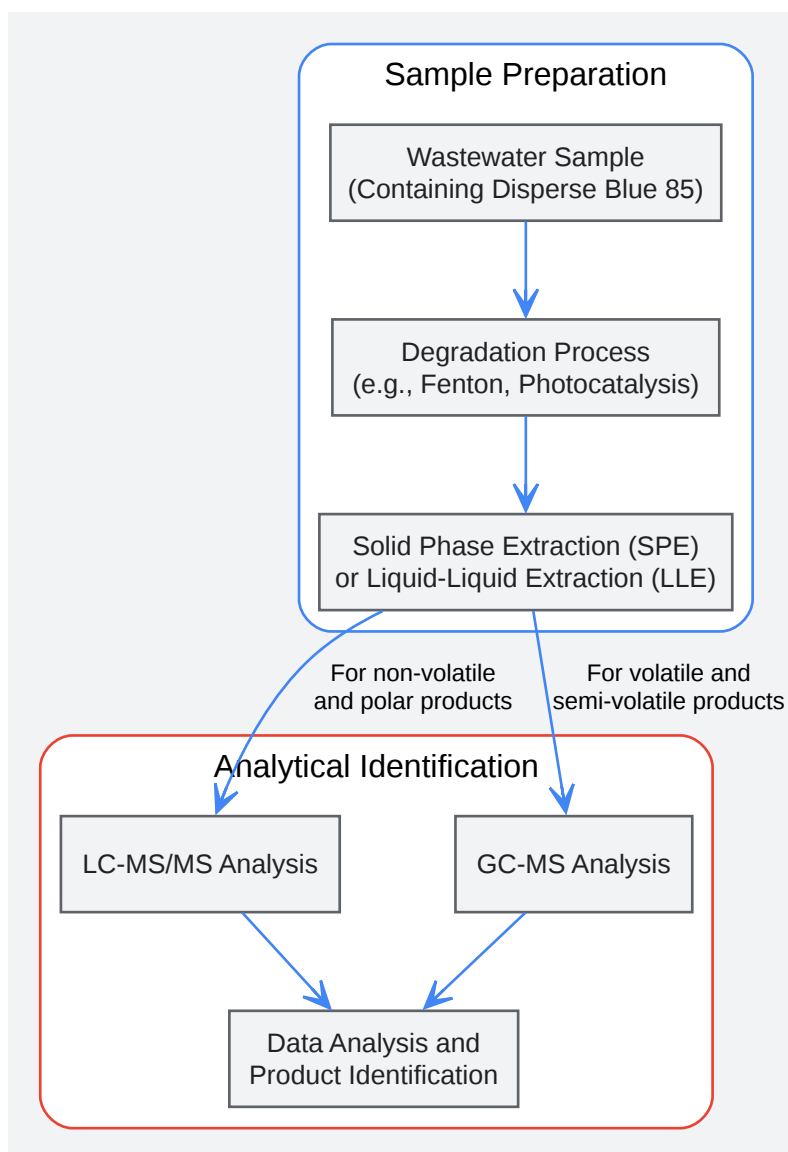 Sample Preparation
Wastewater Sample
(Containing Disperse Blue 85)
Degradation Process
(e.g., Fenton, Photocatalysis)
Solid Phase Extraction (SPE)
or Liquid-Liquid Extraction (LLE)
For non-volatile
and polar products
For volatile and
semi-volatile products
Analytical Identification
LC-MS/MS Analysis
GC-MS Analysis
Data Analysis and
Product Identification